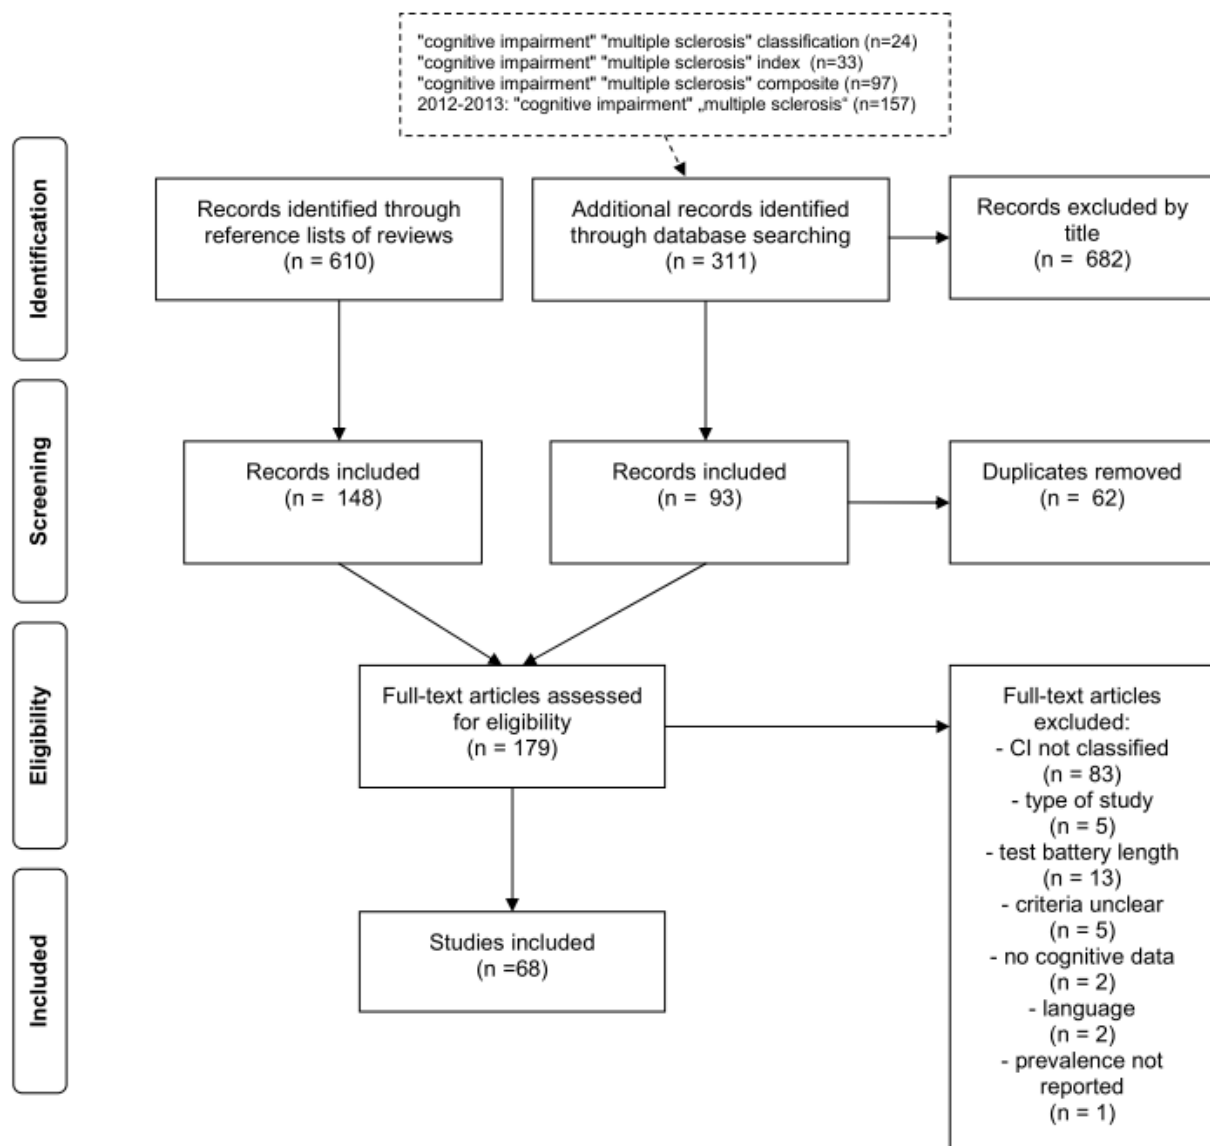 "cognitive impairment" "multiple sclerosis" classification (n=24)
"cognitive impairment" "multiple sclerosis" index  (n=33)
"cognitive impairment" "multiple sclerosis" composite (n=97)
2012-2013: "cognitive impairment" „multiple sclerosis“ (n=157)
Identification
Records identified through
reference lists of reviews
(n = 610)
Additional records identified
through database searching
(n = 311)
Records excluded by
title
(n =  682)
Screening
Records included
(n =  148)
Records included
(n =  93)
Duplicates removed
(n =  62)
Eligibility
Full-text articles assessed
for eligibility
(n = 179)
Full-text articles
excluded:
- CI not classified
(n = 83)
- type of study
(n = 5)
- test battery length
(n = 13)
- criteria unclear
(n = 5)
- no cognitive data
(n = 2)
- language
(n = 2)
- prevalence not
reported
(n = 1)
Included
Studies included
(n =68)